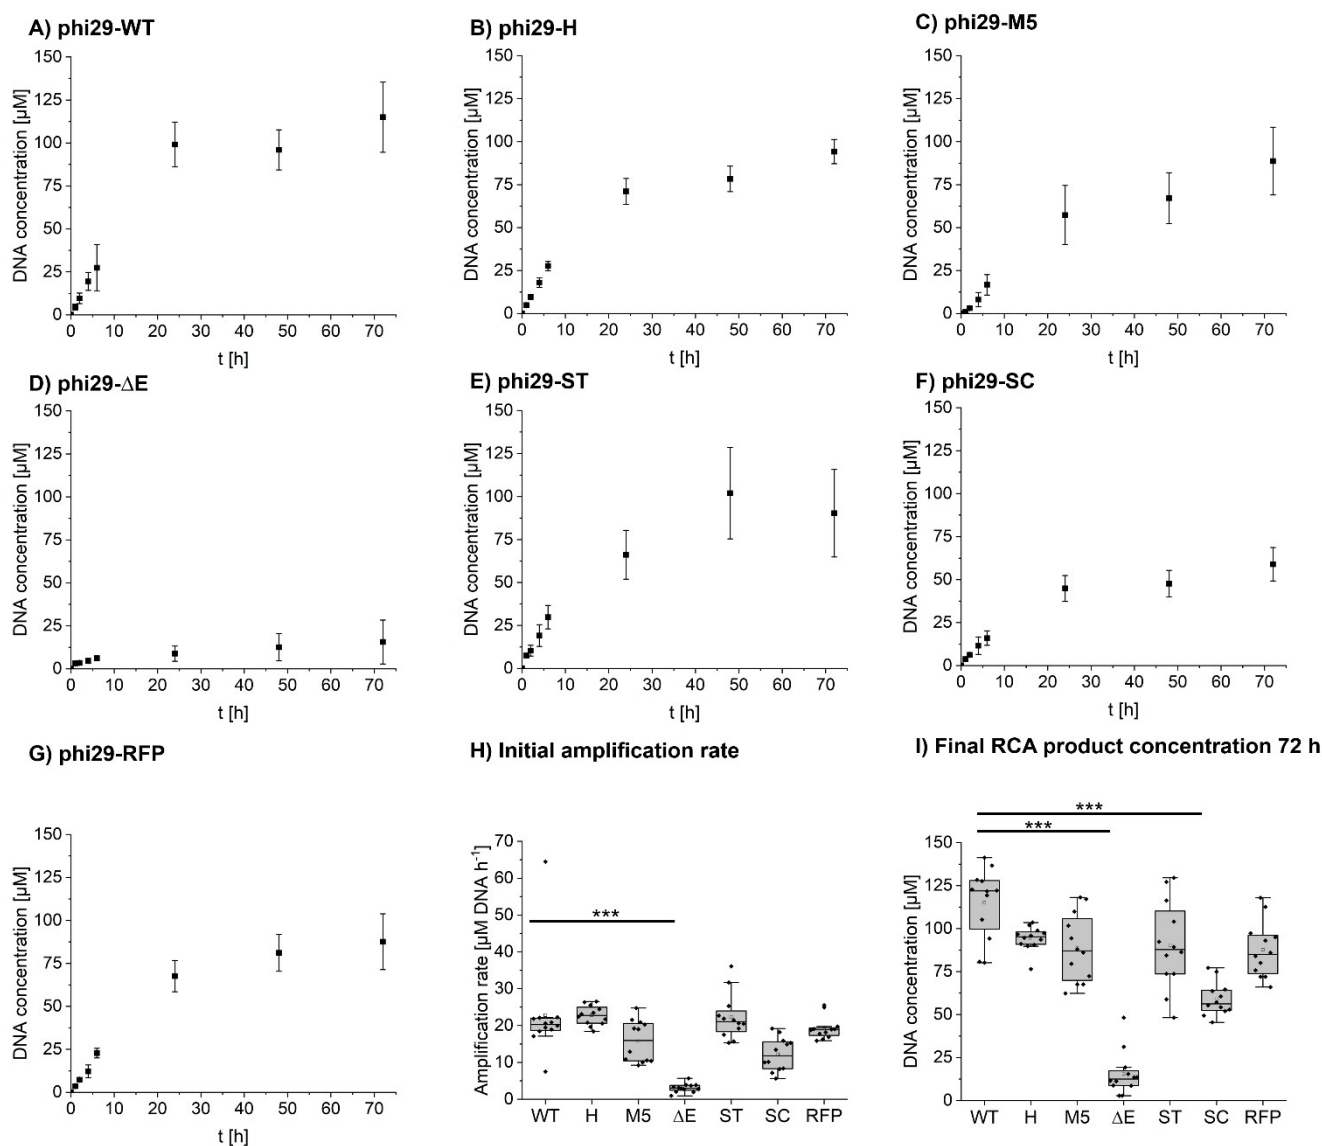 A) phi29-WT
150
125
100
75
50
25
0
DNA concentration [µM]
0 10 20 30 40 50 60 70
t [h]
B) phi29-H
150
125
100
75
50
25
0
DNA concentration [µM]
0 10 20 30 40 50 60 70
t [h]
C) phi29-M5
150
125
100
75
50
25
0
DNA concentration [µM]
0 10 20 30 40 50 60 70
t [h]
D) phi29-ΔE
150
125
100
75
50
25
0
DNA concentration [µM]
0 10 20 30 40 50 60 70
t [h]
E) phi29-ST
150
125
100
75
50
25
0
DNA concentration [µM]
0 10 20 30 40 50 60 70
t [h]
F) phi29-SC
150
125
100
75
50
25
0
DNA concentration [µM]
0 10 20 30 40 50 60 70
t [h]
G) phi29-RFP
150
125
100
75
50
25
0
DNA concentration [µM]
0 10 20 30 40 50 60 70
t [h]
H) Initial amplification rate
70
60
50
40
30
20
10
0
Amplification rate [µM DNA h⁻¹]
***
WT H M5 ΔE ST SC RFP
I) Final RCA product concentration 72 h
***
***
150
125
100
75
50
25
0
DNA concentration [µM]
WT H M5 ΔE ST SC RFP